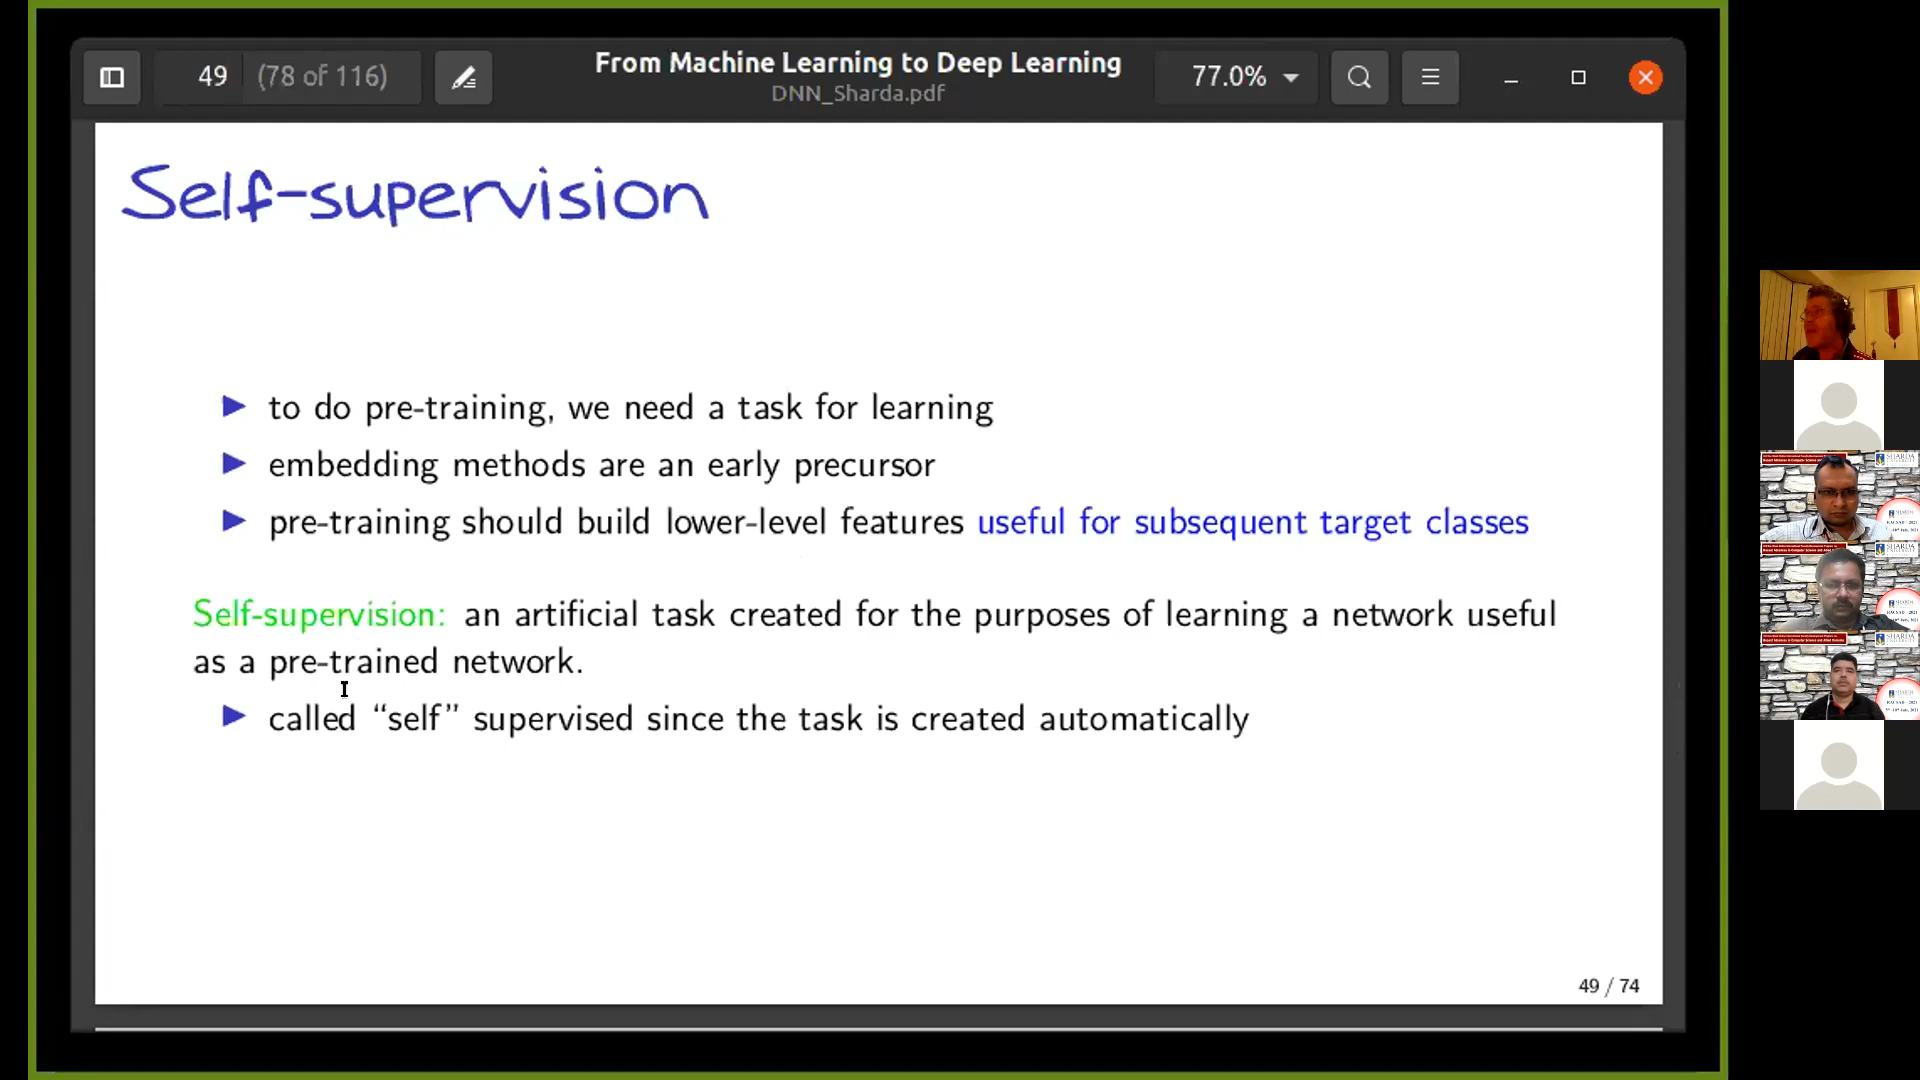 49 (78 of 116)
From Machine Learning to Deep Learning
DNN_Sharda.pdf
77.0%
Self-supervision
to do pre-training, we need a task for learning
embedding methods are an early precursor
pre-training should build lower-level features useful for subsequent target classes
Self-supervision: an artificial task created for the purposes of learning a network useful
as a pre-trained network.
called “self” supervised since the task is created automatically
49 / 74